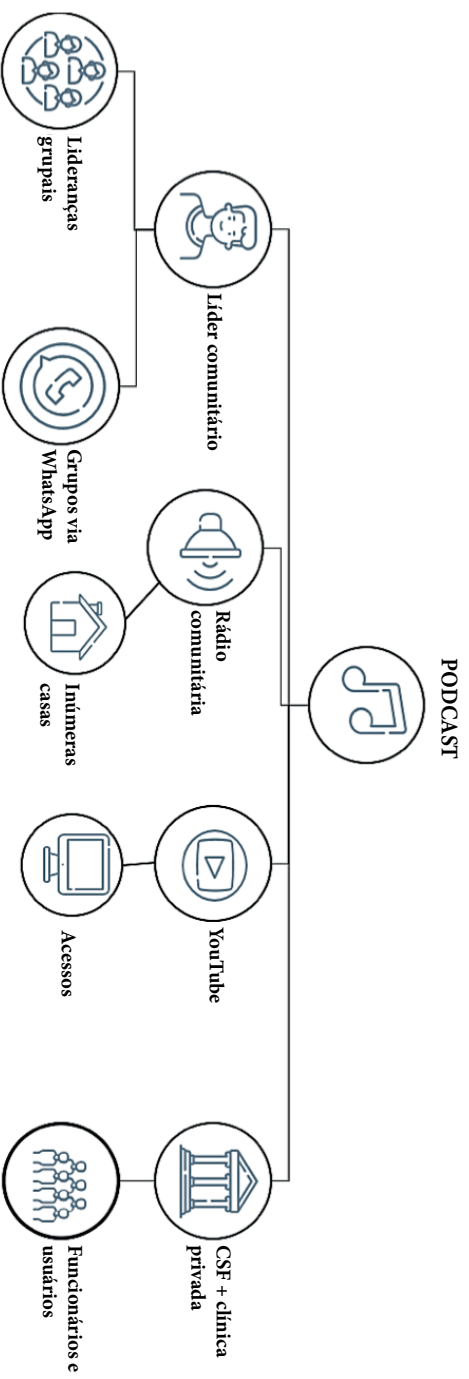 PODCAST
Líder comunitário
Rádio
comunitária
YouTube
CSF + clínica
privada
Lideranças
grupais
Grupos via
WhatsApp
Inúmeras
casas
Acessos
Funcionários e
usuários